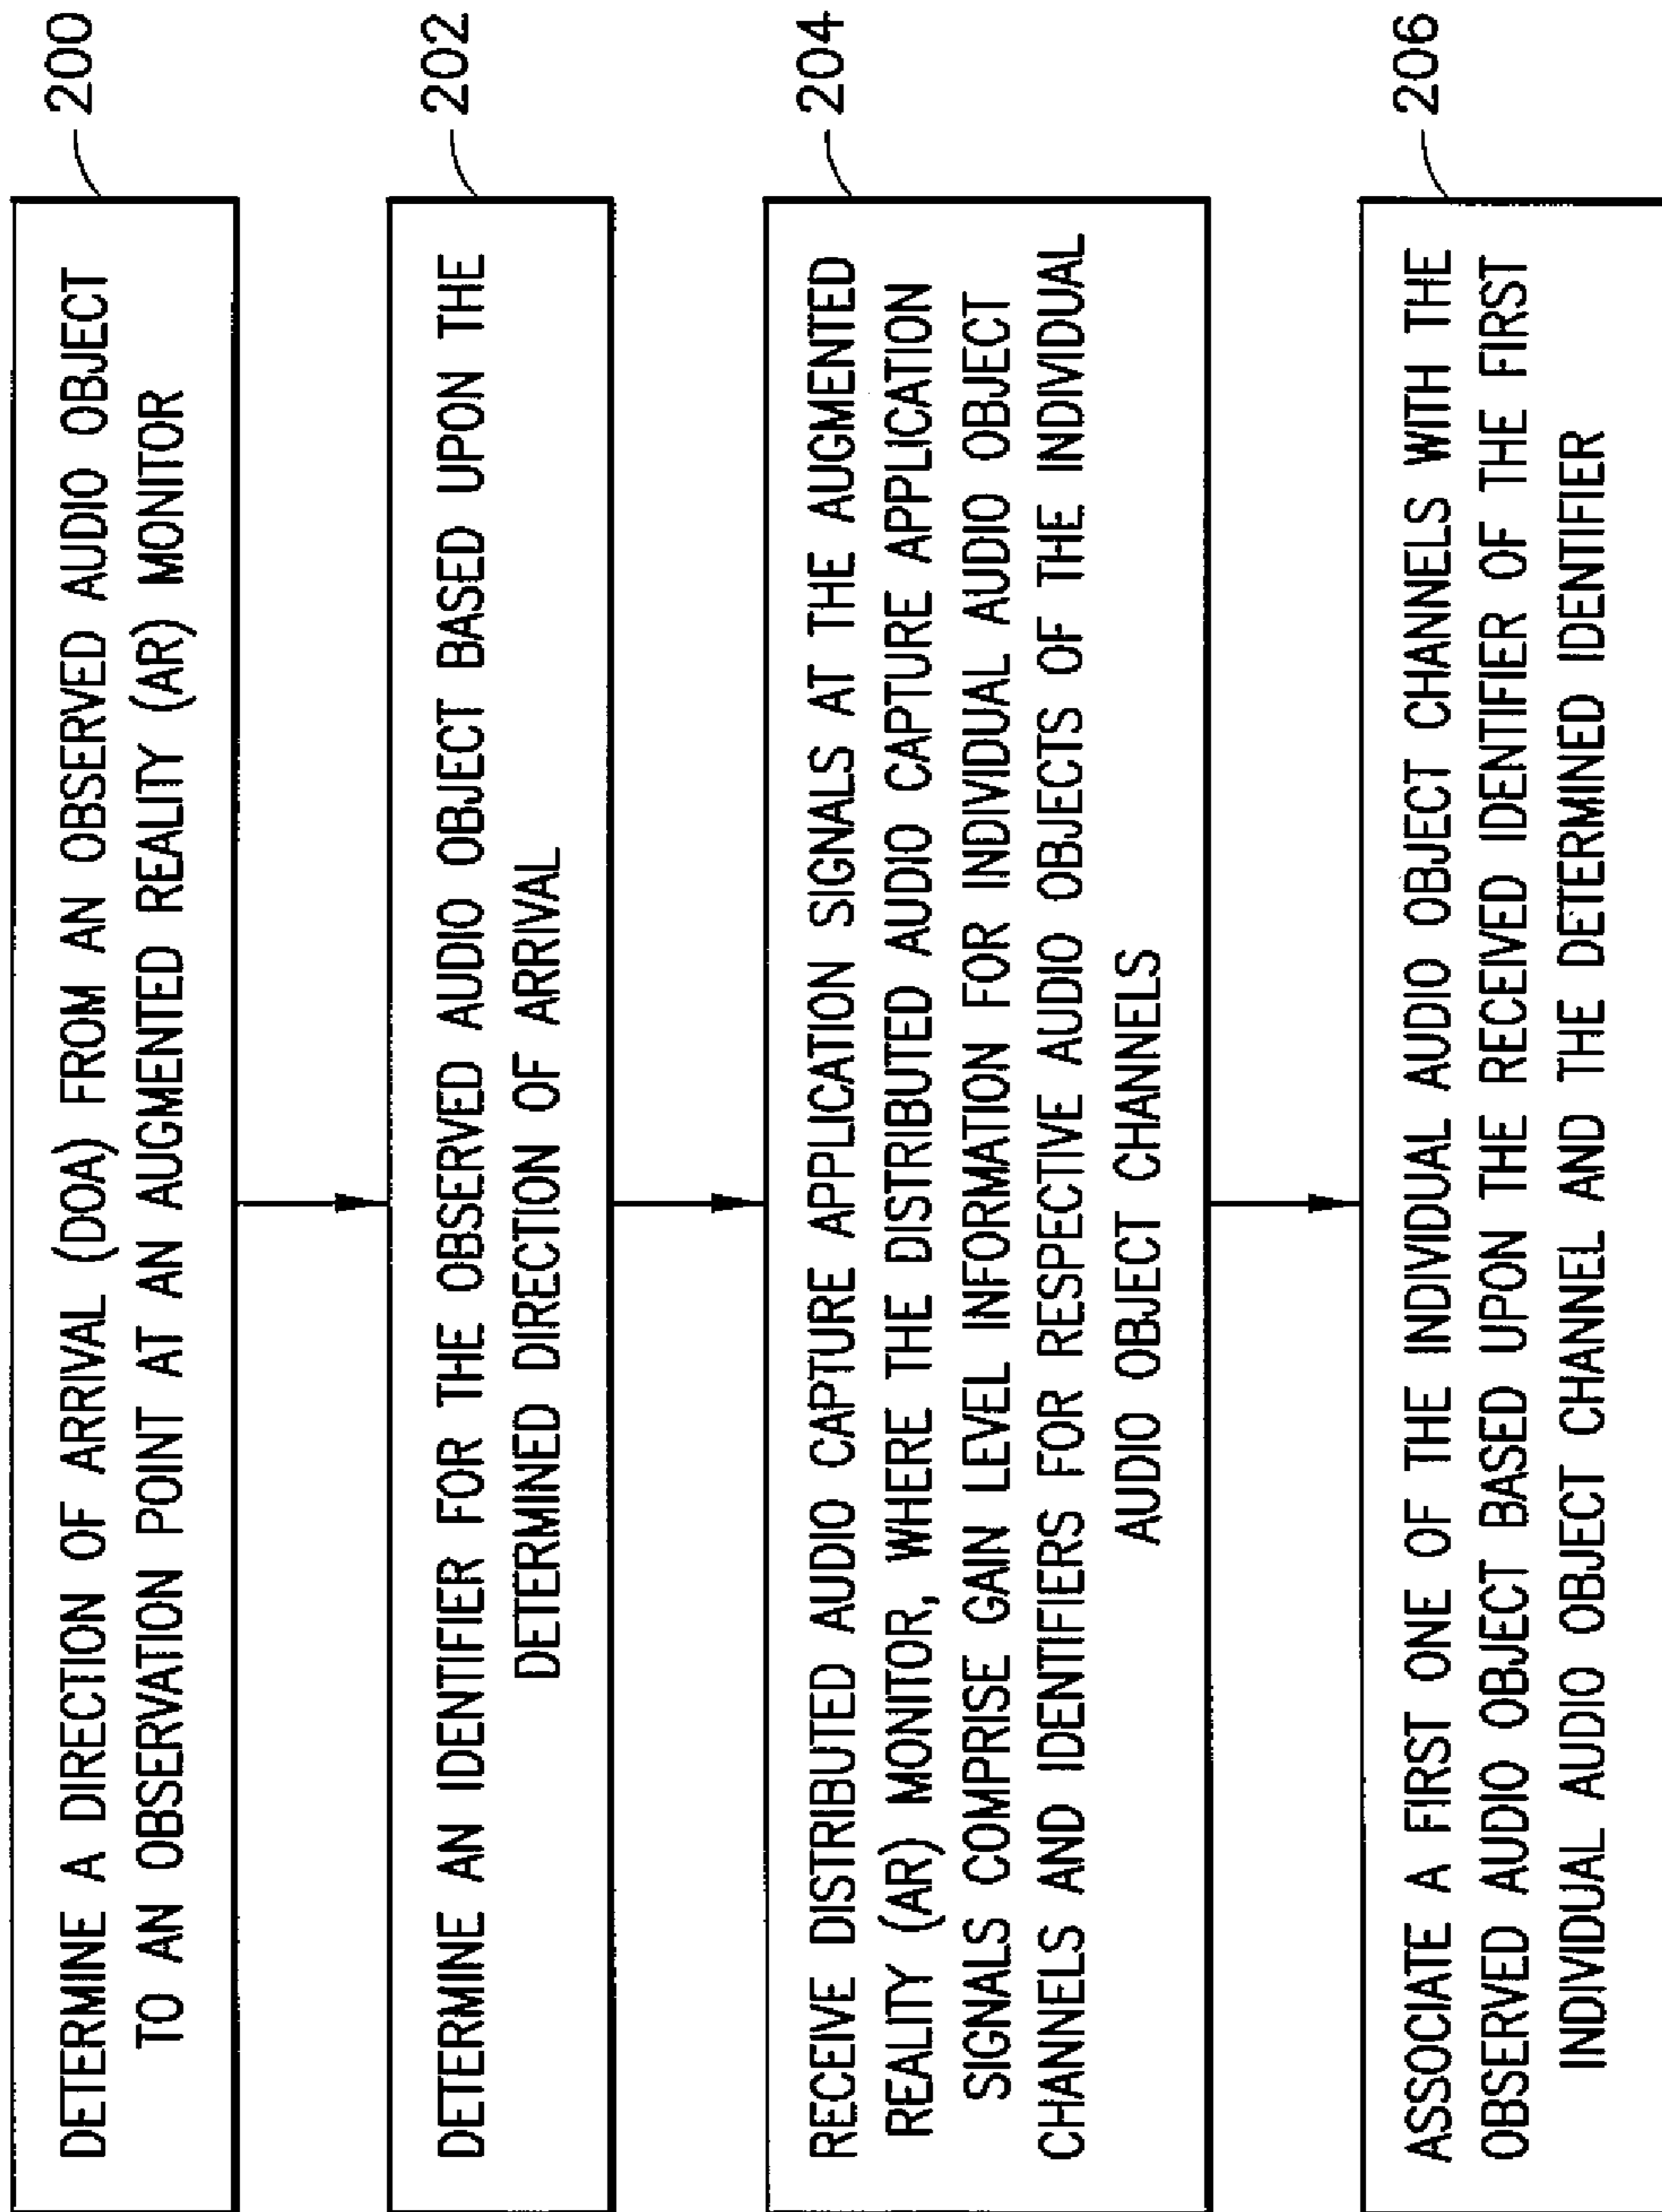 DETERMINE A DIRECTION OF ARRIVAL (DOA) FROM AN OBSERVED AUDIO OBJECT
TO AN OBSERVATION POINT AT AN AUGMENTED REALITY (AR) MONITOR
200
DETERMINE AN IDENTIFIER FOR THE OBSERVED AUDIO OBJECT BASED UPON THE
DETERMINED DIRECTION OF ARRIVAL
202
RECEIVE DISTRIBUTED AUDIO CAPTURE APPLICATION SIGNALS AT THE AUGMENTED
REALITY (AR) MONITOR, WHERE THE DISTRIBUTED AUDIO CAPTURE APPLICATION
SIGNALS COMPRISE GAIN LEVEL INFORMATION FOR INDIVIDUAL AUDIO OBJECT
CHANNELS AND IDENTIFIERS FOR RESPECTIVE AUDIO OBJECTS OF THE INDIVIDUAL
AUDIO OBJECT CHANNELS
204
ASSOCIATE A FIRST ONE OF THE INDIVIDUAL AUDIO OBJECT CHANNELS WITH THE
OBSERVED AUDIO OBJECT BASED UPON THE RECEIVED IDENTIFIER OF THE FIRST
INDIVIDUAL AUDIO OBJECT CHANNEL AND THE DETERMINED IDENTIFIER
206